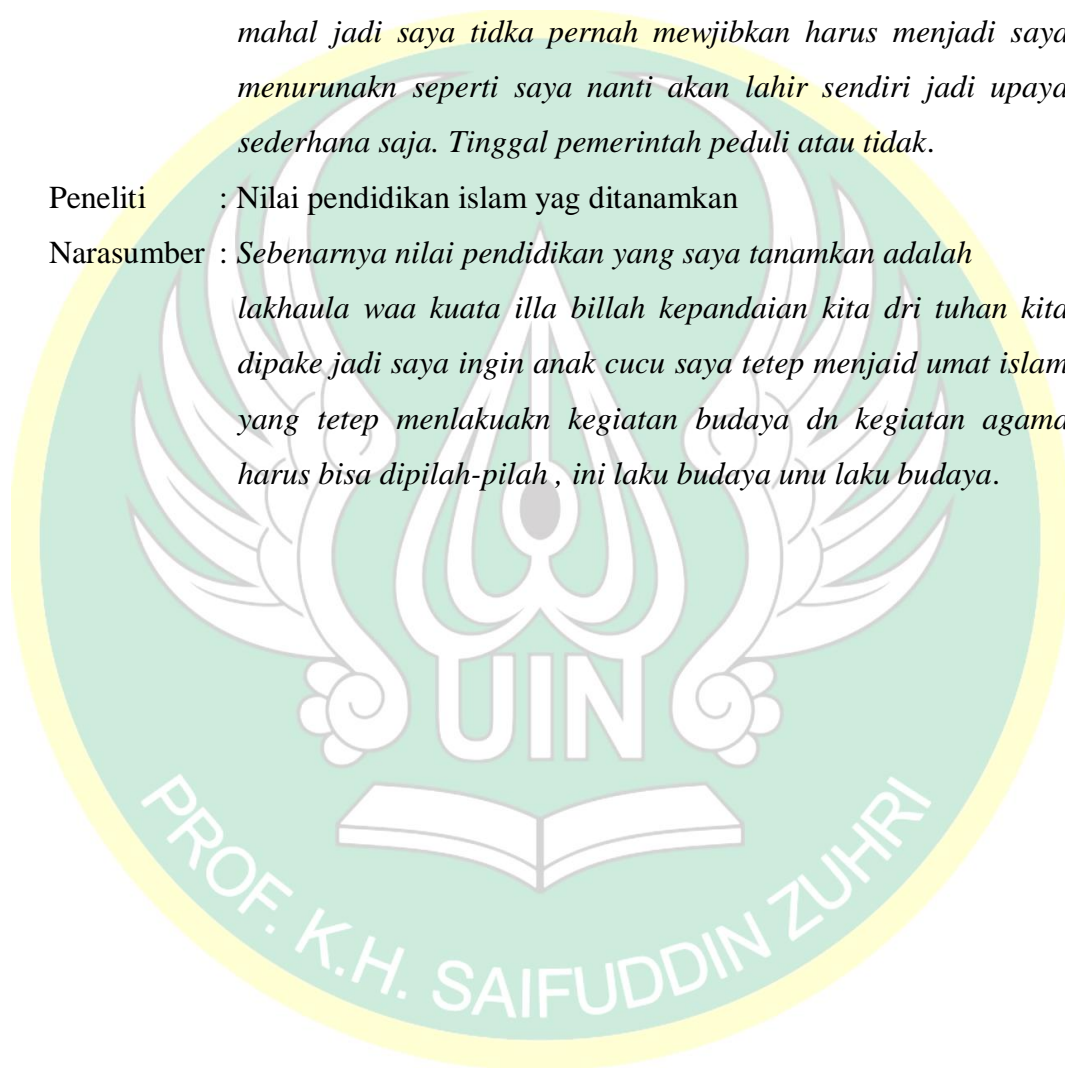 mahal jadi saya tidka pernah mewjibkan harus menjadi saya
menurunakn seperti saya nanti akan lahir sendiri jadi upaya
sederhana saja. Tinggal pemerintah peduli atau tidak.
Peneliti : Nilai pendidikan islam yag ditanamkan
Narasumber : Sebenarnya nilai pendidikan yang saya tanamkan adalah
lakhaula waa kuata illa billah kepandaian kita dri tuhan kita
dipake jadi saya ingin anak cucu saya tetep menjaid umat islam
yang tetep menlakuakn kegiatan budaya dn kegiatan agama
harus bisa dipilah-pilah , ini laku budaya unu laku budaya.
UIN
PROF. K.H. SAIFUDDIN ZUHRI